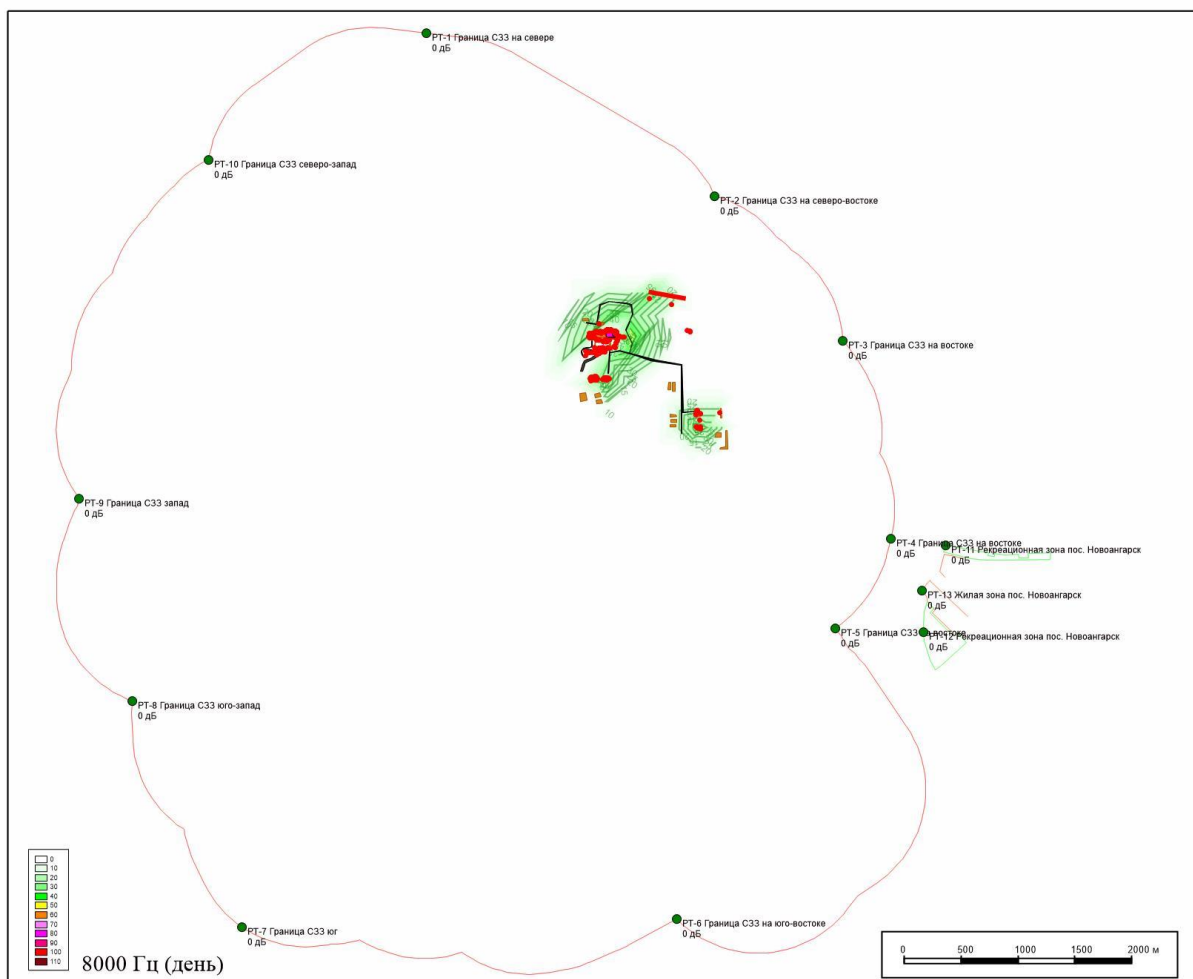 РТ-1 Граница СЗЗ на севере
0 дБ
РТ-10 Граница СЗЗ северо-запад
0 дБ
РТ-2 Граница СЗЗ на северо-востоке
0 дБ
РТ-3 Граница СЗЗ на востоке
0 дБ
10
РТ-9 Граница СЗЗ запад
0 дБ
РТ-4 Граница СЗЗ на востоке
0 дБ
РТ-11 Рекреационная зона пос. Новоангарск
0 дБ
РТ-13 Жилая зона пос. Новоангарск
0 дБ
РТ-5 Граница СЗЗ на востоке
0 дБ
РТ-12 Рекреационная зона пос. Новоангарск
0 дБ
РТ-8 Граница СЗЗ юго-запад
0 дБ
РТ-7 Граница СЗЗ юг
0 дБ
РТ-6 Граница СЗЗ на юго-востоке
0 дБ
0
10
20
30
40
50
60
70
80
90
100
110
8000 Гц (день)
0 500 1000 1500 2000 м